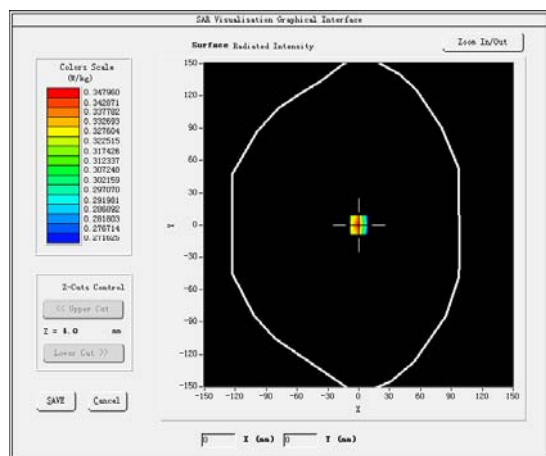 SAR Visualisation Graphical Interface
Surface Radiated Intensity
Zoom In/Out
Colors Scale
(W/kg)
0.347960
0.342871
0.337782
0.332693
0.327604
0.322515
0.317426
0.312337
0.307248
0.302159
0.297070
0.291981
0.286892
0.281803
0.276714
0.271625
150
120
90
60
30
0
-30
-60
-90
-120
-150
Y
-150 -120 -90 -60 -30 0 30 60 90 120 150
X
Z-Cuts Control
<< Upper Cut
Z = 4.0 mm
Lower Cut >>
SAVE Cancel
0 X (mm) 0 Y (mm)